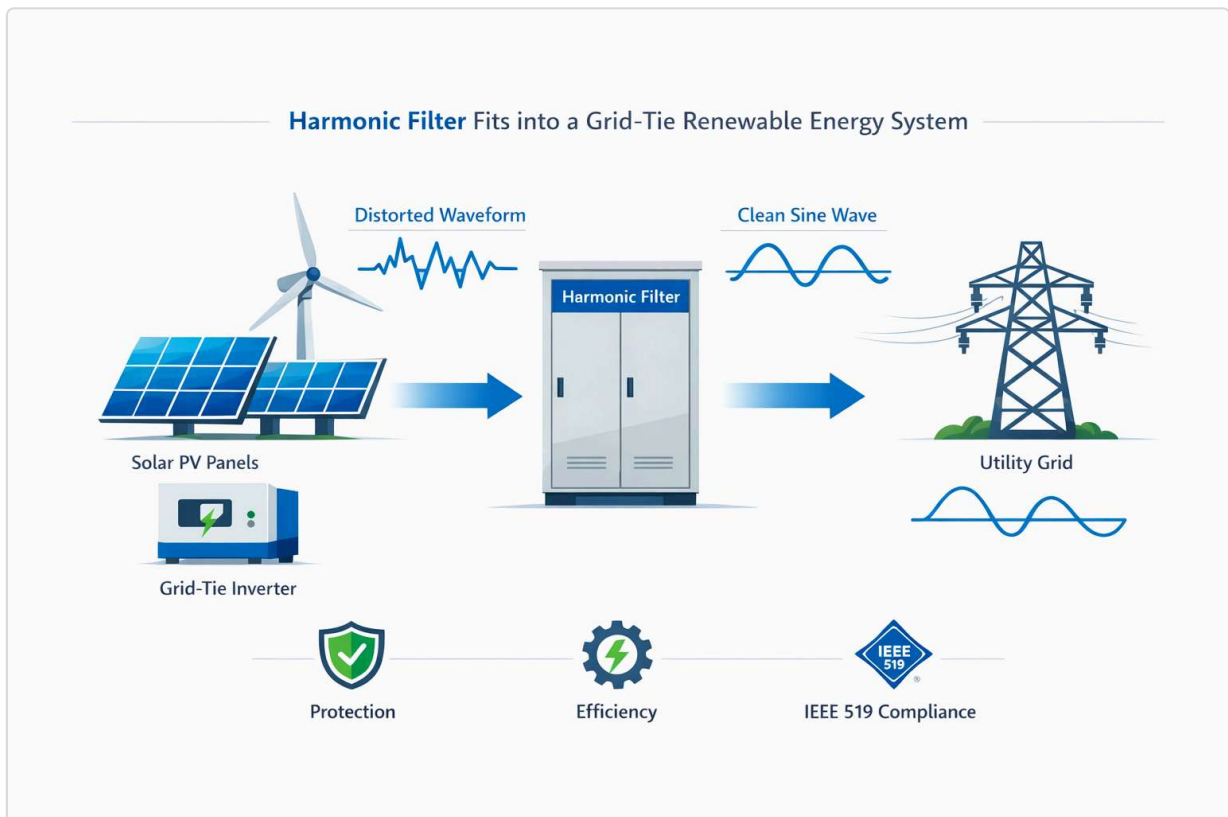 Harmonic Filter Fits into a Grid-Tie Renewable Energy System
Distorted Waveform
Clean Sine Wave
Harmonic Filter
Solar PV Panels
Utility Grid
Grid-Tie Inverter
IEEE
519
®
Protection
Efficiency
IEEE 519 Compliance